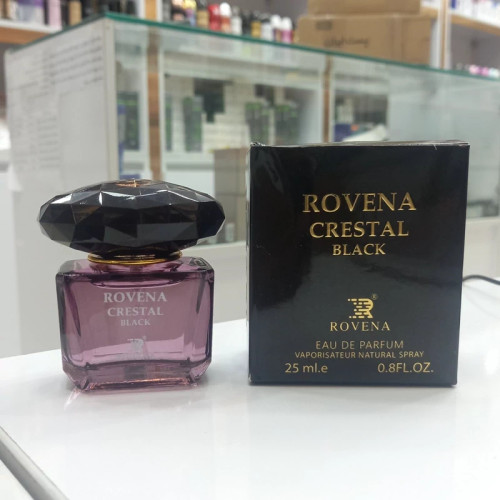 ROVENA
CRESTAL
BLACK
ROVENA
CRESTAL
BLACK
R®
ROVENA
EAU DE PARFUM
VAPORISATEUR NATURAL SPRAY
25 ml.e 0.8FL.OZ.